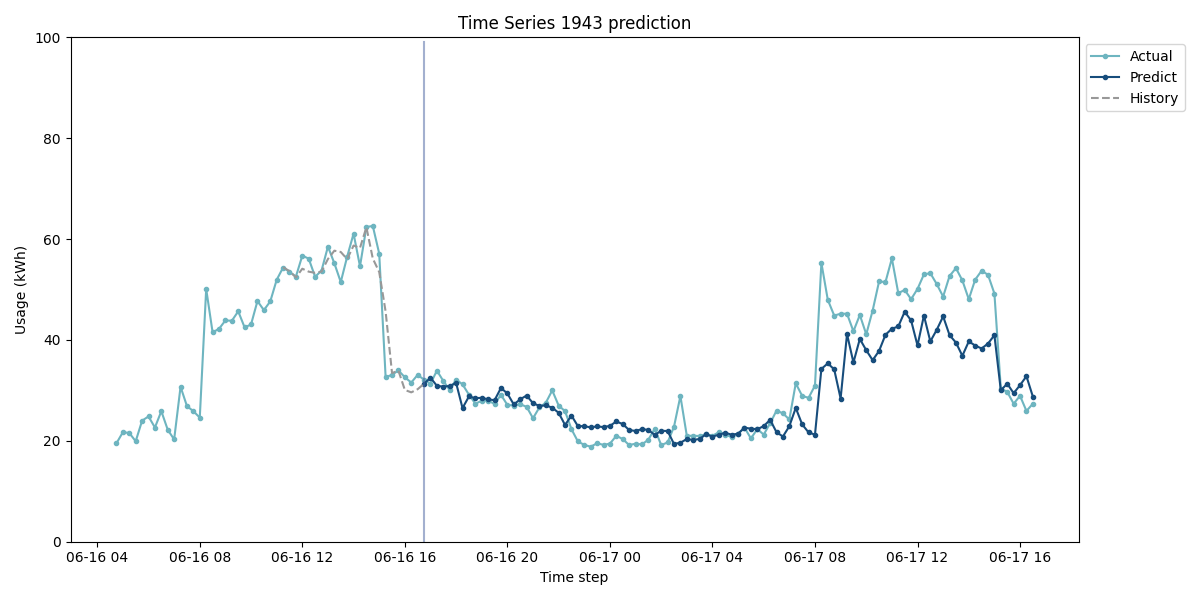 Time Series 1943 prediction
Usage (kWh)
100
80
60
40
20
0
06-16 04
06-16 08
06-16 12
06-16 16
06-16 20
06-17 00
06-17 04
06-17 08
06-17 12
06-17 16
Time step
Actual
Predict
History